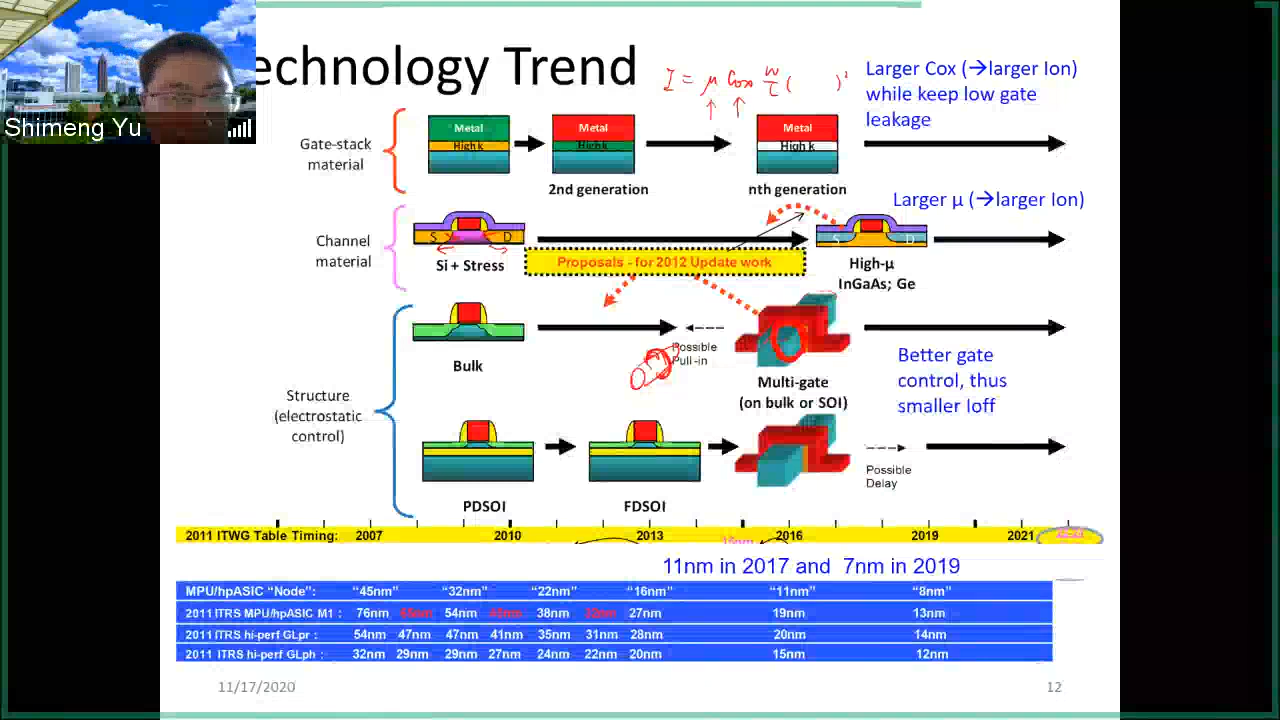 echnology Trend
Shimeng Yu
I = μ Cox W/L ( )²
Larger Cox (→larger Ion)
while keep low gate
leakage
Gate-stack
material
Metal
High k
Metal
High k
2nd generation
Metal
High k
nth generation
Larger μ (→larger Ion)
Channel
material
S D
Si + Stress
Proposals - for 2012 Update work
S D
High-μ
InGaAs; Ge
Bulk
Possible
Pull-in
Multi-gate
(on bulk or SOI)
Better gate
control, thus
smaller Ioff
Structure
(electrostatic
control)
PDSOI
FDSOI
Possible
Delay
2011 ITWG Table Timing: 2007 2010 2013 2016 2019 2021
11nm in 2017 and 7nm in 2019
MPU/hpASIC “Node”: “45nm” “32nm” “22nm” “16nm” “11nm” “8nm”
2011 ITRS MPU/hpASIC M1 : 76nm 54nm 38nm 27nm 19nm 13nm
2011 ITRS hi-perf GLpr : 54nm 47nm 47nm 41nm 35nm 31nm 28nm 20nm 14nm
2011 ITRS hi-perf GLph : 32nm 29nm 29nm 27nm 24nm 22nm 20nm 15nm 12nm
11/17/2020
12